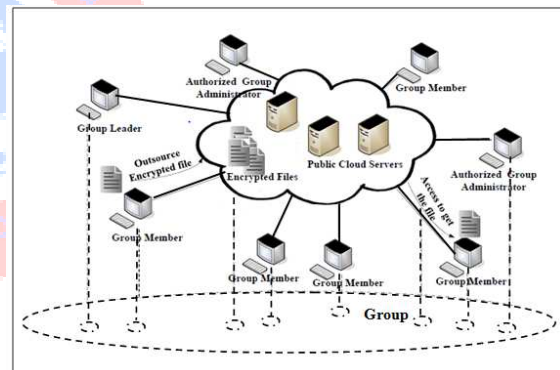 Authorized Group
Administrator
Group Member
Group Leader
Outsource
Encrypted file
Encrypted Files
Public Cloud Servers
Authorized Group
Administrator
Access to get
the file
Group Member
Group Member
Group Member
Group Member
Group